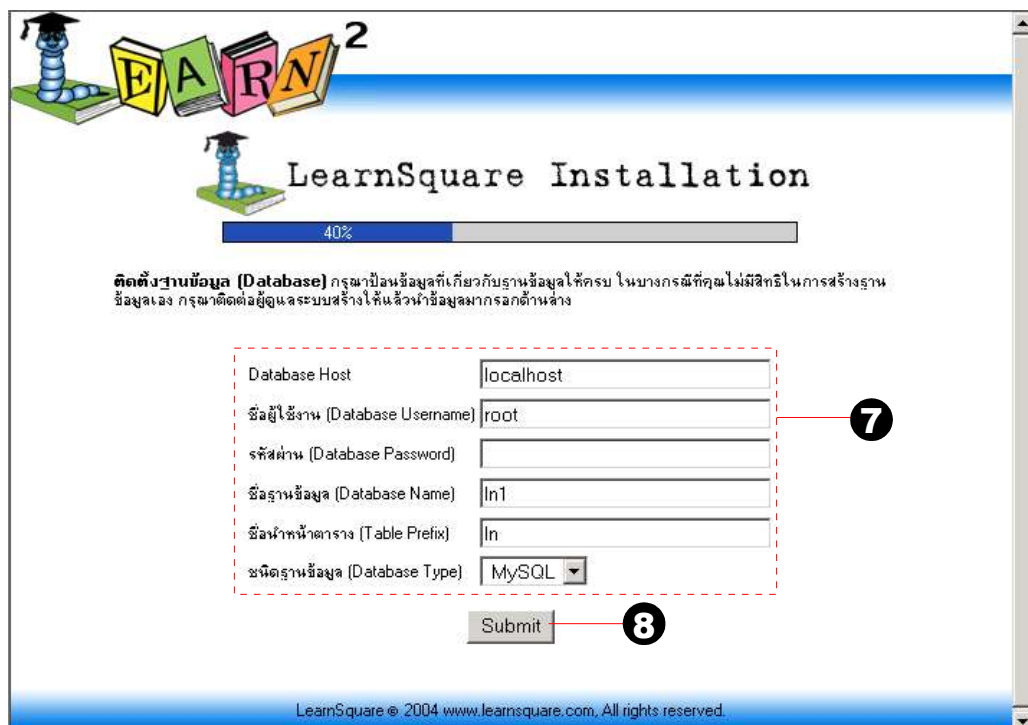 LEARN 2
LearnSquare Installation
40%
ติดตั้งฐานข้อมูล (Database) กรุณาป้อนข้อมูลที่เกี่ยวกับฐานข้อมูลให้ครบ ในบางกรณีที่คุณไม่มีสิทธิในการสร้างฐาน
ข้อมูลเอง กรุณาติดต่อผู้ดูแลระบบสร้างให้แล้วนำข้อมูลมากรอกด้านล่าง
Database Host localhost
ชื่อผู้ใช้งาน (Database Username) root
7
รหัสผ่าน (Database Password)
ชื่อฐานข้อมูล (Database Name) ln1
ชื่อนำหน้าตาราง (Table Prefix) ln
ชนิดฐานข้อมูล (Database Type) MySQL
Submit 8
LearnSquare © 2004 www.learnsquare.com, All rights reserved.